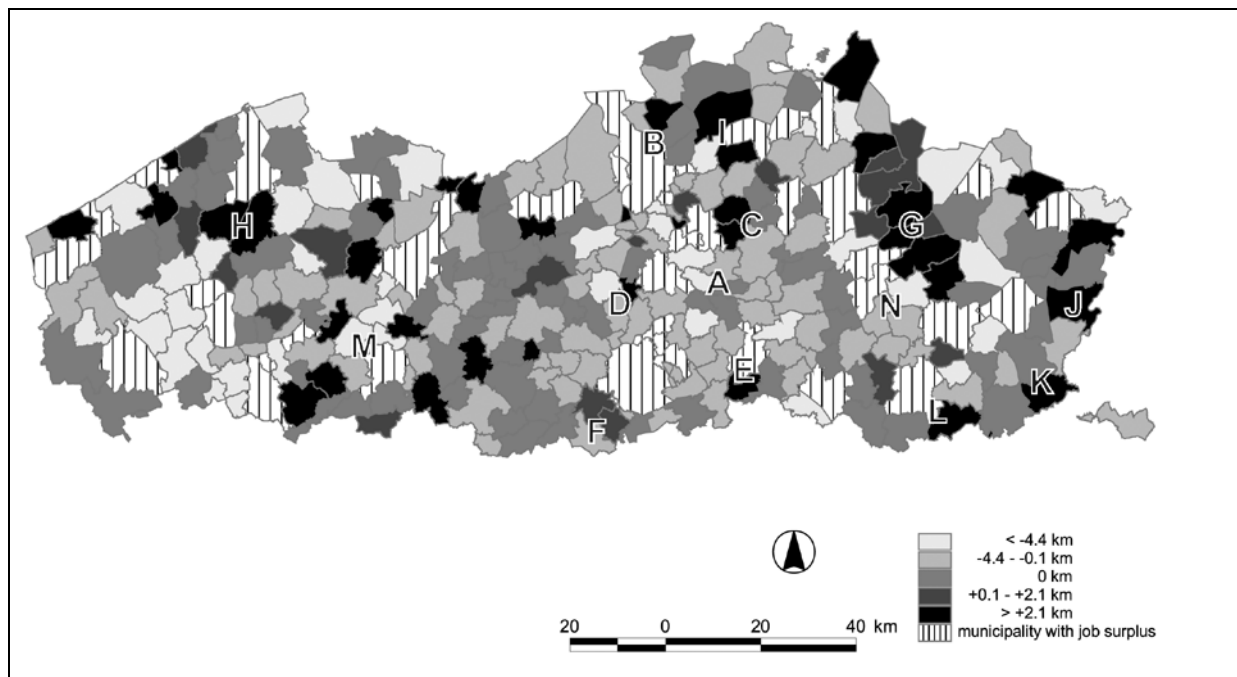 B
I
H
C
G
A
D
N
J
M
E
K
L
F
< -4.4 km
-4.4 - -0.1 km
0 km
+0.1 - +2.1 km
> +2.1 km
municipality with job surplus
20 0 20 40 km